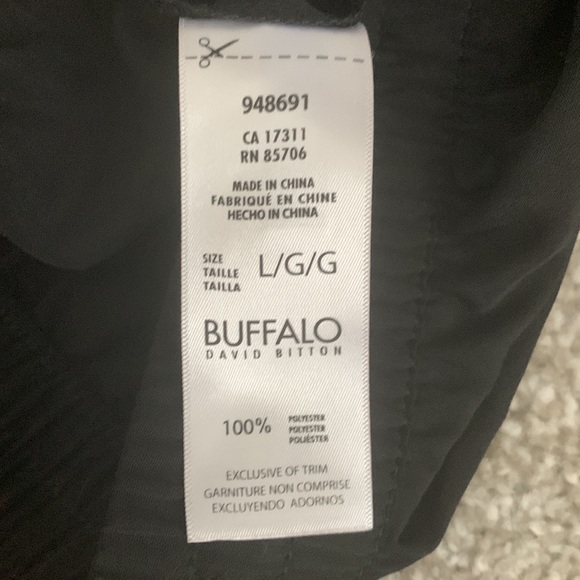 948691
CA 17311
RN 85706
MADE IN CHINA
FABRIQUÉ EN CHINE
HECHO IN CHINA
SIZE
TAILLE
TAILLA
L/G/G
BUFFALO
DAVID BITTON
100%
POLYESTER
POLYESTER
POLIÉSTER
EXCLUSIVE OF TRIM
GARNITURE NON COMPRISE
EXCLUYENDO ADORNOS